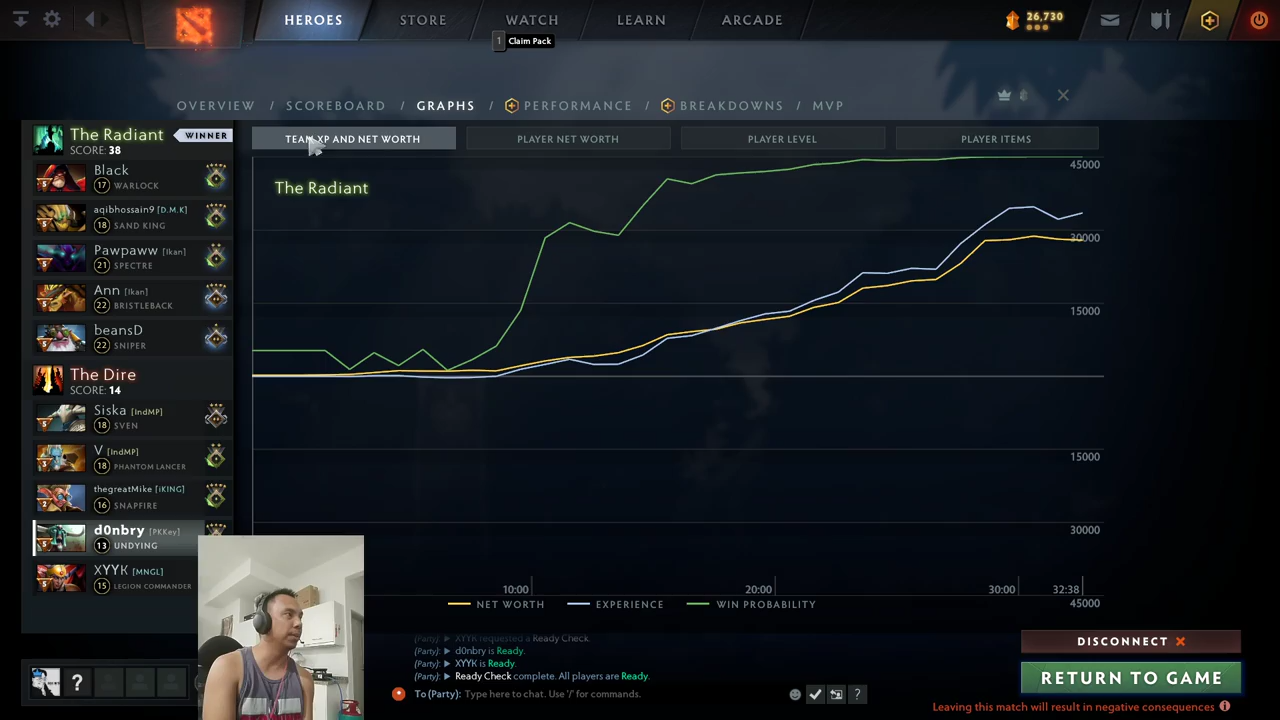 HEROES
STORE
WATCH
LEARN
ARCADE
26,730
1 Claim Pack
OVERVIEW / SCOREBOARD / GRAPHS / PERFORMANCE / BREAKDOWNS / MVP
The Radiant
WINNER
SCORE: 38
TEAM XP AND NET WORTH
PLAYER NET WORTH
PLAYER LEVEL
PLAYER ITEMS
Black
17 WARLOCK
aqibhossain9 [D.M.K]
18 SAND KING
Pawpaww [Ikan]
21 SPECTRE
Ann [Ikan]
22 BRISTLEBACK
beansD
22 SNIPER
The Dire
SCORE: 14
Siska [IndMP]
18 SVEN
V [IndMP]
18 PHANTOM LANCER
thegreatMike [iKING]
16 SNAPFIRE
d0nbry [PKKey]
13 UNDYING
XYYK [MNGL]
15 LEGION COMMANDER
The Radiant
45000
30000
15000
15000
30000
45000
10:00
20:00
30:00
32:38
NET WORTH
EXPERIENCE
WIN PROBABILITY
(Party): XYYK requested a Ready Check.
(Party): d0nbry is Ready.
(Party): XYYK is Ready.
(Party): Ready Check complete. All players are Ready.
To (Party): Type here to chat. Use '/' for commands.
?
?
DISCONNECT
RETURN TO GAME
Leaving this match will result in negative consequences